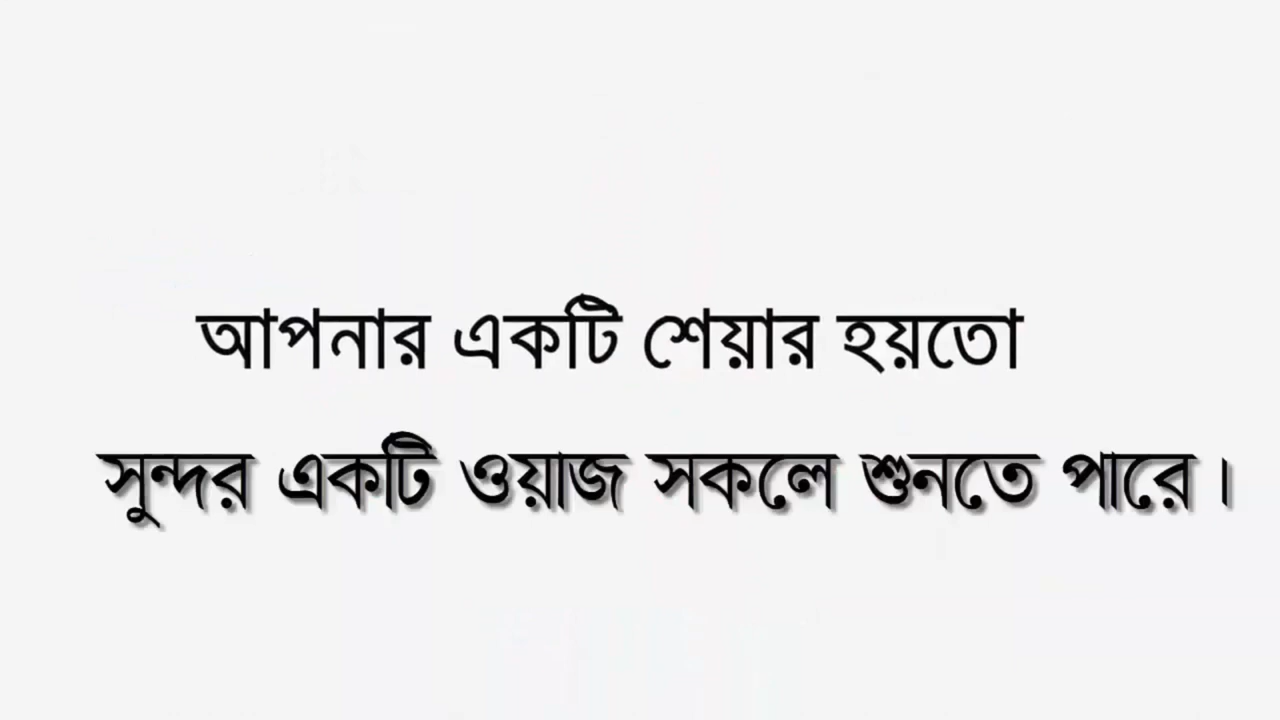 আপনার একটি শেয়ার হয়তো
সুন্দর একটি ওয়াজ সকলে শুনতে পারে।